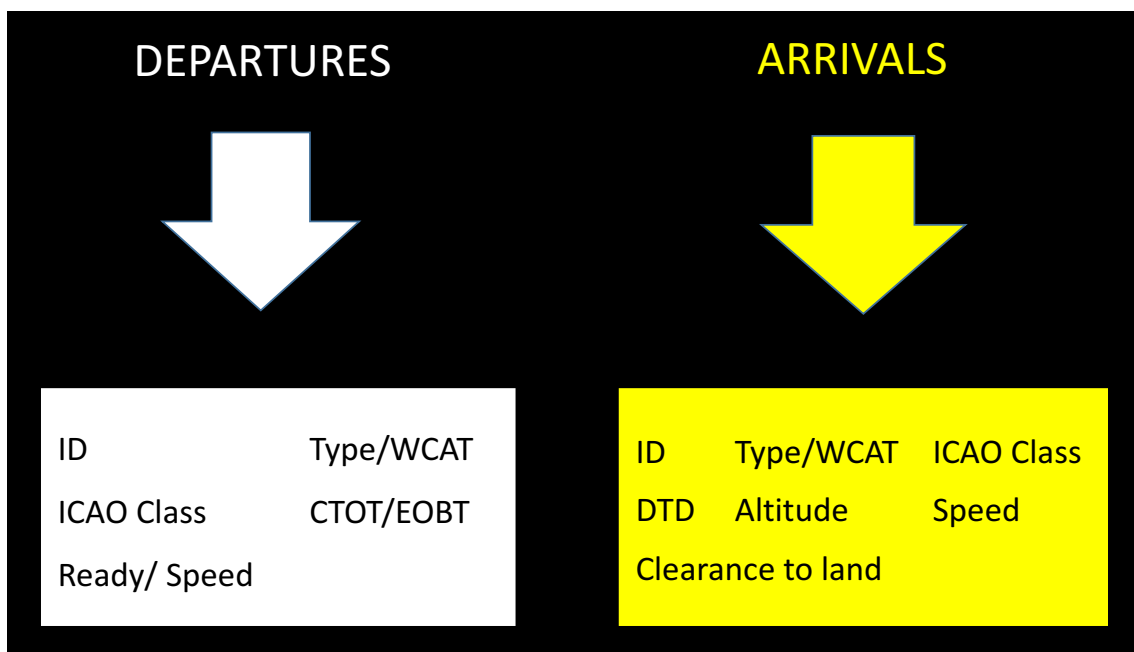 DEPARTURES
ID Type/WCAT
ICAO Class CTOT/EOBT
Ready/ Speed
ARRIVALS
ID Type/WCAT ICAO Class
DTD Altitude Speed
Clearance to land